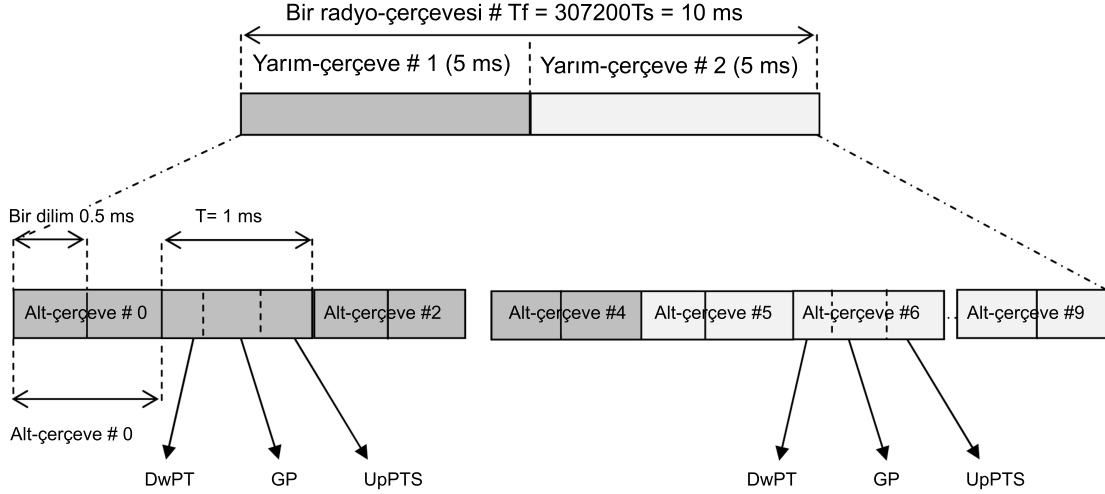 Bir radyo-çerçevesi # Tf = 307200Ts = 10 ms
Yarım-çerçeve # 1 (5 ms)
Yarım-çerçeve # 2 (5 ms)
Bir dilim 0.5 ms
T= 1 ms
Alt-çerçeve # 0
Alt-çerçeve #2
Alt-çerçeve #4
Alt-çerçeve #5
Alt-çerçeve #6
Alt-çerçeve #9
Alt-çerçeve # 0
DwPT
GP
UpPTS
DwPT
GP
UpPTS